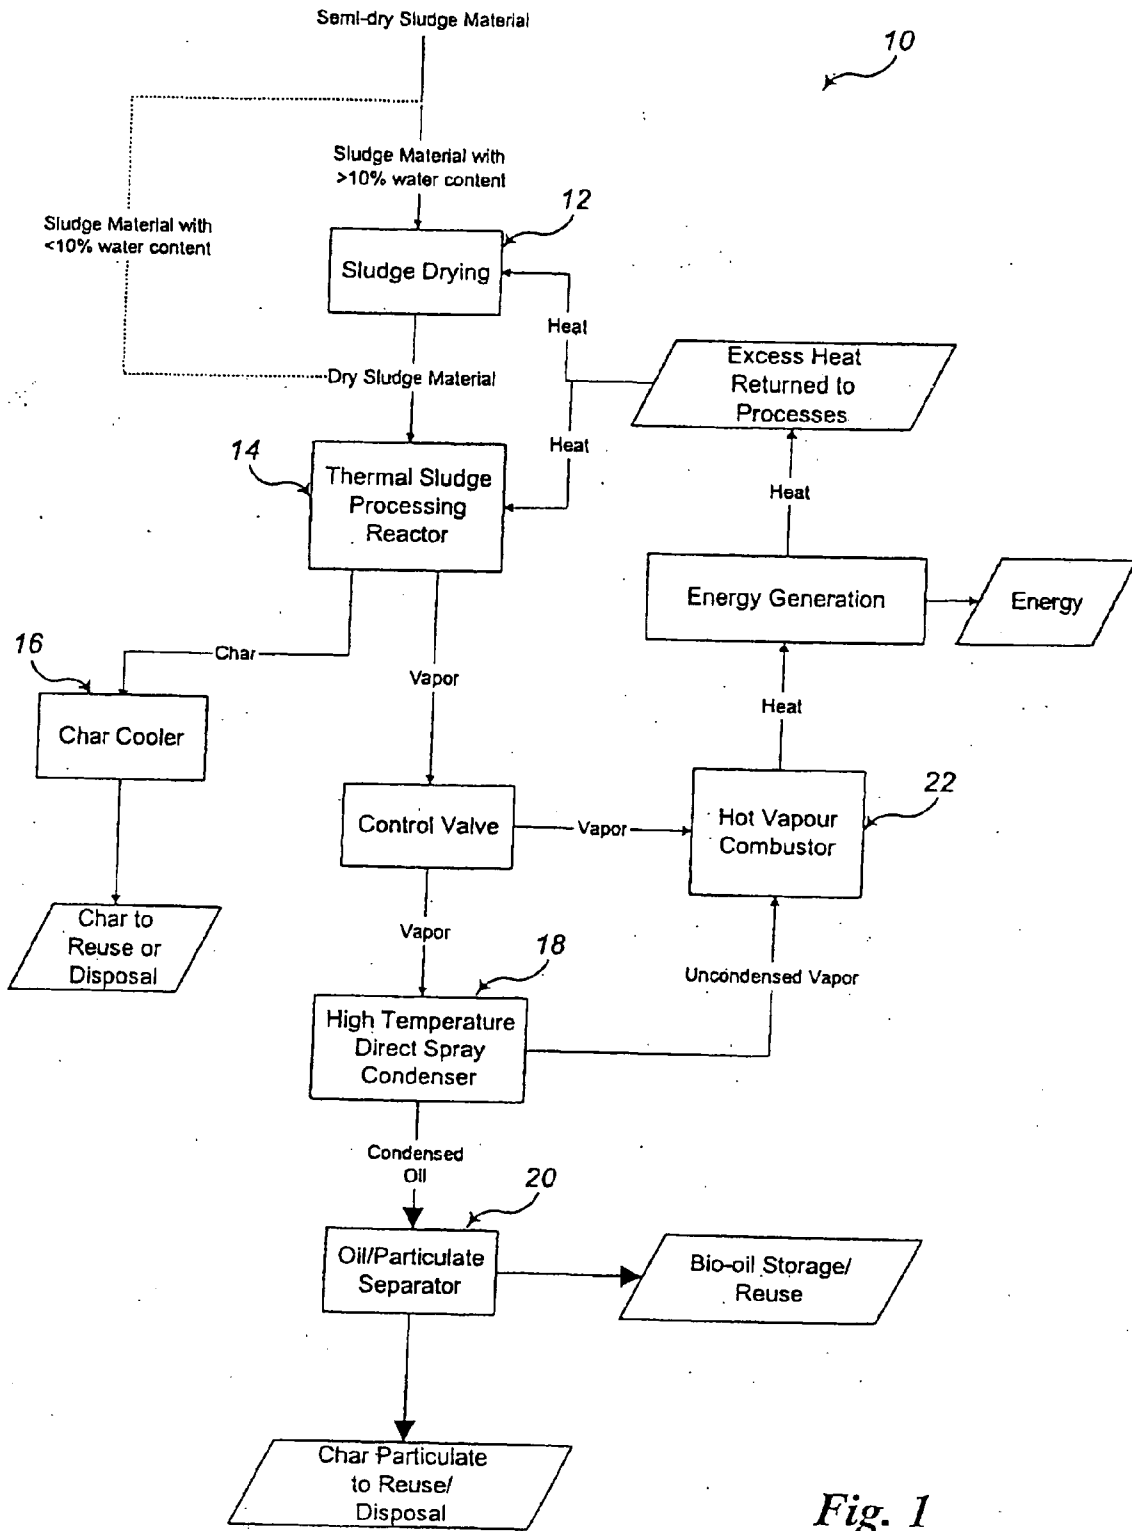 Semi-dry Sludge Material
10
Sludge Material with
>10% water content
Sludge Material with
<10% water content
12
Sludge Drying
Heat
Excess Heat
Returned to
Processes
Dry Sludge Material
Heat
14
Thermal Sludge
Processing
Reactor
Heat
Energy Generation
Energy
16
Char
Vapor
Heat
Char Cooler
22
Control Valve
Vapor
Hot Vapour
Combustor
Char to
Reuse or
Disposal
Vapor
18
Uncondensed Vapor
High Temperature
Direct Spray
Condenser
Condensed
Oil
20
Oil/Particulate
Separator
Bio-oil Storage/
Reuse
Char Particulate
to Reuse/
Disposal
Fig. 1